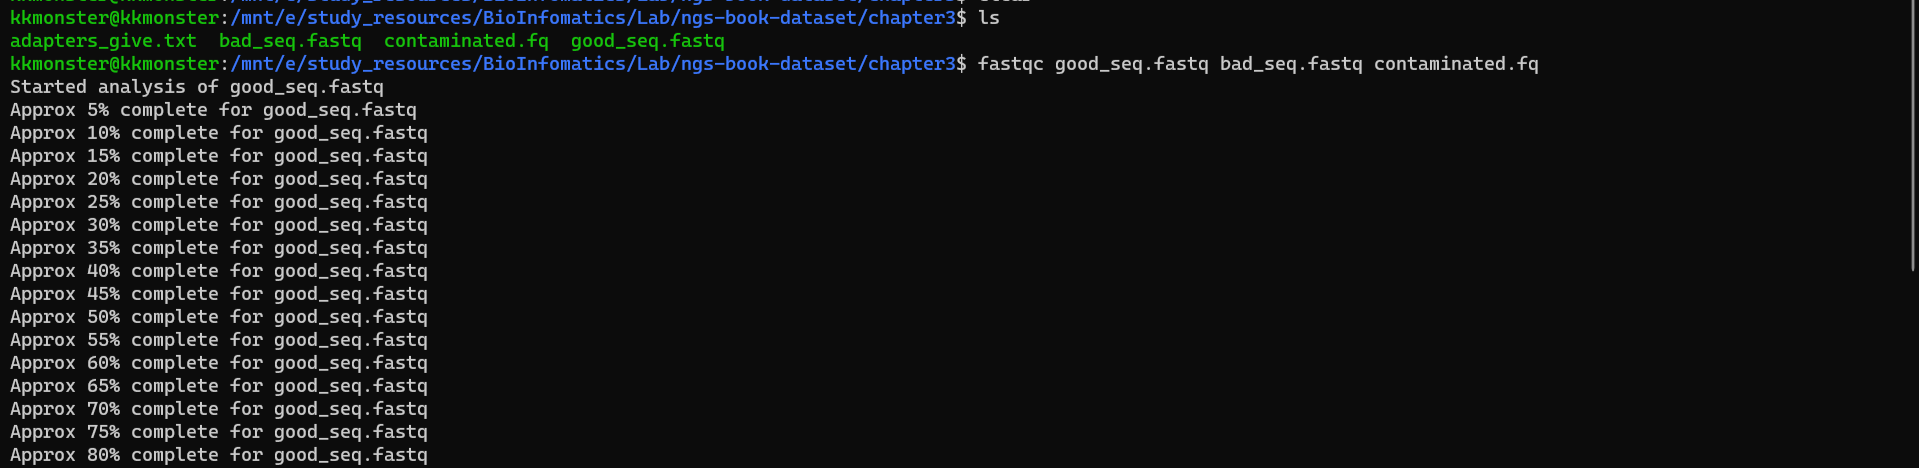 kkmonster@kkmonster:/mnt/e/study_resources/BioInfomatics/Lab/ngs-book-dataset/chapter3$ ls
adapters_give.txt  bad_seq.fastq  contaminated.fq  good_seq.fastq
kkmonster@kkmonster:/mnt/e/study_resources/BioInfomatics/Lab/ngs-book-dataset/chapter3$ fastqc good_seq.fastq bad_seq.fastq contaminated.fq
Started analysis of good_seq.fastq
Approx 5% complete for good_seq.fastq
Approx 10% complete for good_seq.fastq
Approx 15% complete for good_seq.fastq
Approx 20% complete for good_seq.fastq
Approx 25% complete for good_seq.fastq
Approx 30% complete for good_seq.fastq
Approx 35% complete for good_seq.fastq
Approx 40% complete for good_seq.fastq
Approx 45% complete for good_seq.fastq
Approx 50% complete for good_seq.fastq
Approx 55% complete for good_seq.fastq
Approx 60% complete for good_seq.fastq
Approx 65% complete for good_seq.fastq
Approx 70% complete for good_seq.fastq
Approx 75% complete for good_seq.fastq
Approx 80% complete for good_seq.fastq